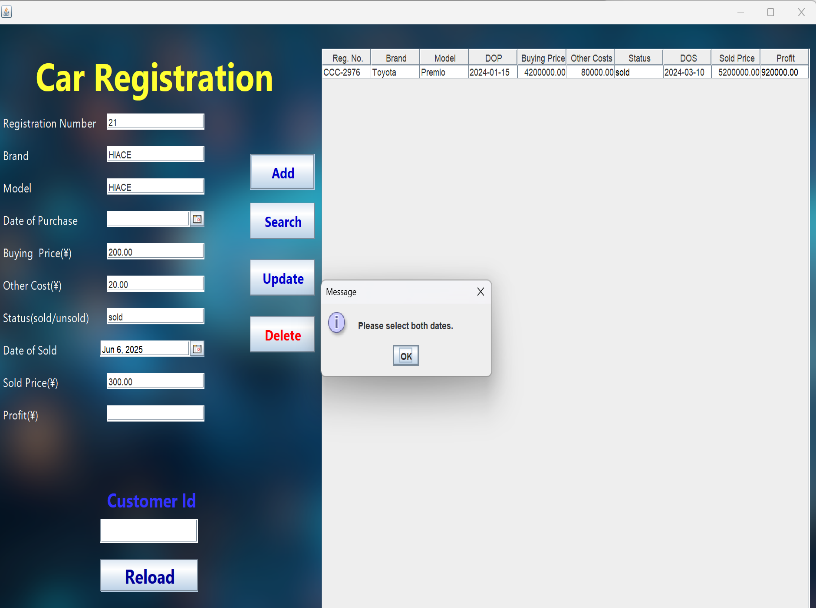 Car Registration
Registration Number 21
Brand HIACE
Model HIACE
Date of Purchase
Buying Price(¥) 200.00
Other Cost(¥) 20.00
Status(sold/unsold) sold
Date of Sold Jun 6, 2025
Sold Price(¥) 300.00
Profit(¥)
Customer Id
Reload
Add
Search
Update
Delete
Reg. No. Brand Model DOP Buying Price Other Costs Status DOS Sold Price Profit
CCC-2976 Toyota Premio 2024-01-15 4200000.00 80000.00 sold 2024-03-10 5200000.00 920000.00
Message
Please select both dates.
OK